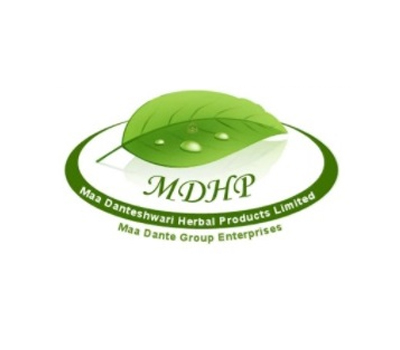 MDHP
Maa Danteshwari Herbal Products Limited
Maa Dante Group Enterprises